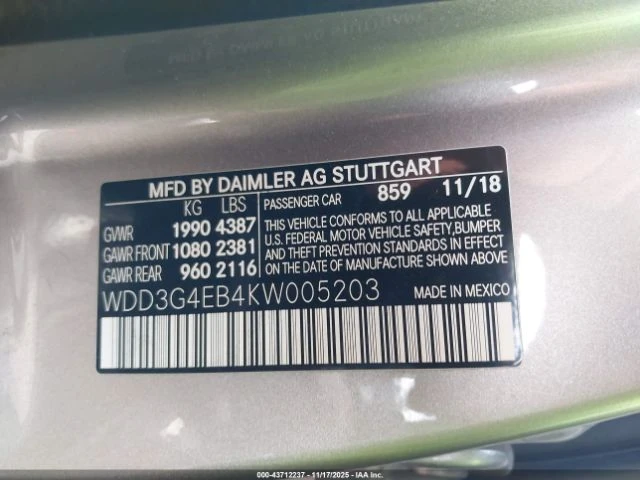 MFD BY DAIMLER AG STUTTGART
KG LBS
GVWR 1990 4387
GAWR FRONT 1080 2381
GAWR REAR 960 2116
PASSENGER CAR 859 11/18
THIS VEHICLE CONFORMS TO ALL APPLICABLE
U.S. FEDERAL MOTOR VEHICLE SAFETY,BUMPER
AND THEFT PREVENTION STANDARDS IN EFFECT
ON THE DATE OF MANUFACTURE SHOWN ABOVE.
WDD3G4EB4KW005203 MADE IN MEXICO
000-43712237 - 11/17/2025 - IAAI.COM